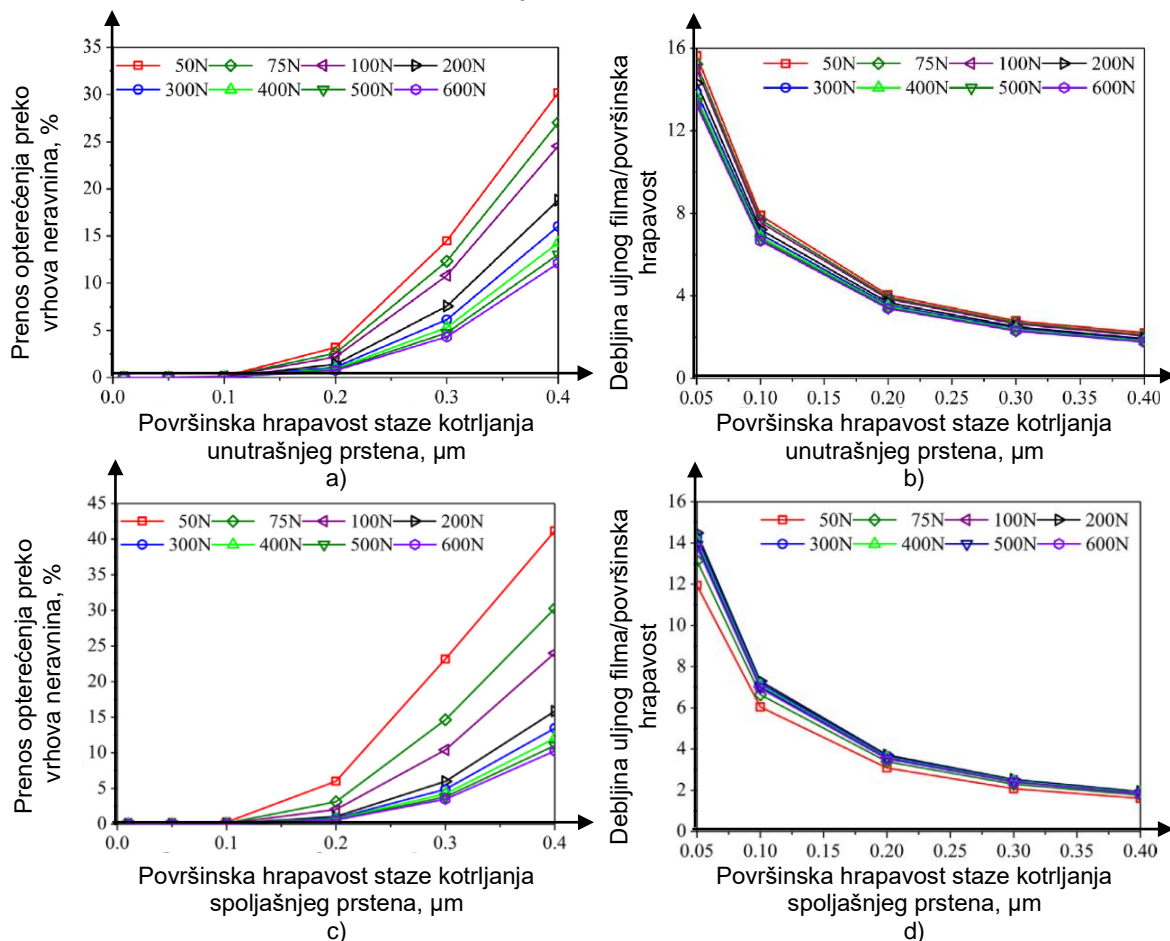 Prenos opterećenja preko
vrhova neravnina, %
35
30
25
20
15
10
5
0
50N 75N 100N 200N
300N 400N 500N 600N
0.0 0.1 0.2 0.3 0.4
Površinska hrapavost staze kotrljanja
unutrašnjeg prstena, µm
a)
Debljina uljnog filma/površinska
hrapavost
16
12
8
4
0
50N 75N 100N 200N
300N 400N 500N 600N
0.05 0.10 0.15 0.20 0.25 0.30 0.35 0.40
Površinska hrapavost staze kotrljanja
unutrašnjeg prstena, µm
b)
Prenos opterećenja preko
vrhova neravnina, %
45
40
35
30
25
20
15
10
5
0
50N 75N 100N 200N
300N 400N 500N 600N
0.0 0.1 0.2 0.3 0.4
Površinska hrapavost staze kotrljanja
spoljašnjeg prstena, µm
c)
Debljina uljnog filma/površinska
hrapavost
16
14
12
10
8
6
4
2
0
50N 75N 100N 200N
300N 400N 500N 600N
0.05 0.10 0.15 0.20 0.25 0.30 0.35 0.40
Površinska hrapavost staze kotrljanja
spoljašnjeg prstena, µm
d)